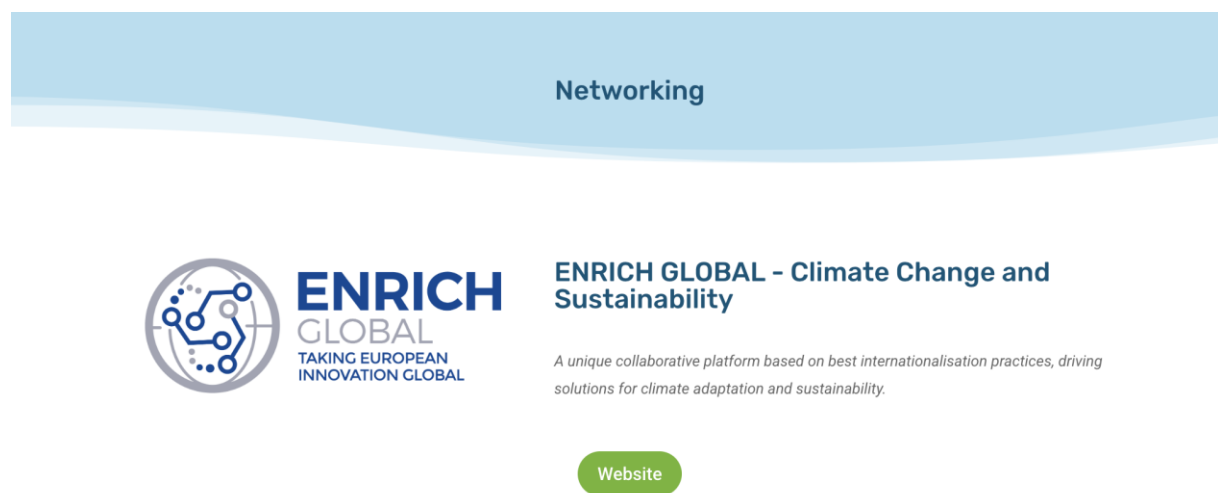 Networking
ENRICH
GLOBAL
TAKING EUROPEAN
INNOVATION GLOBAL
ENRICH GLOBAL - Climate Change and
Sustainability
A unique collaborative platform based on best internationalisation practices, driving
solutions for climate adaptation and sustainability.
Website